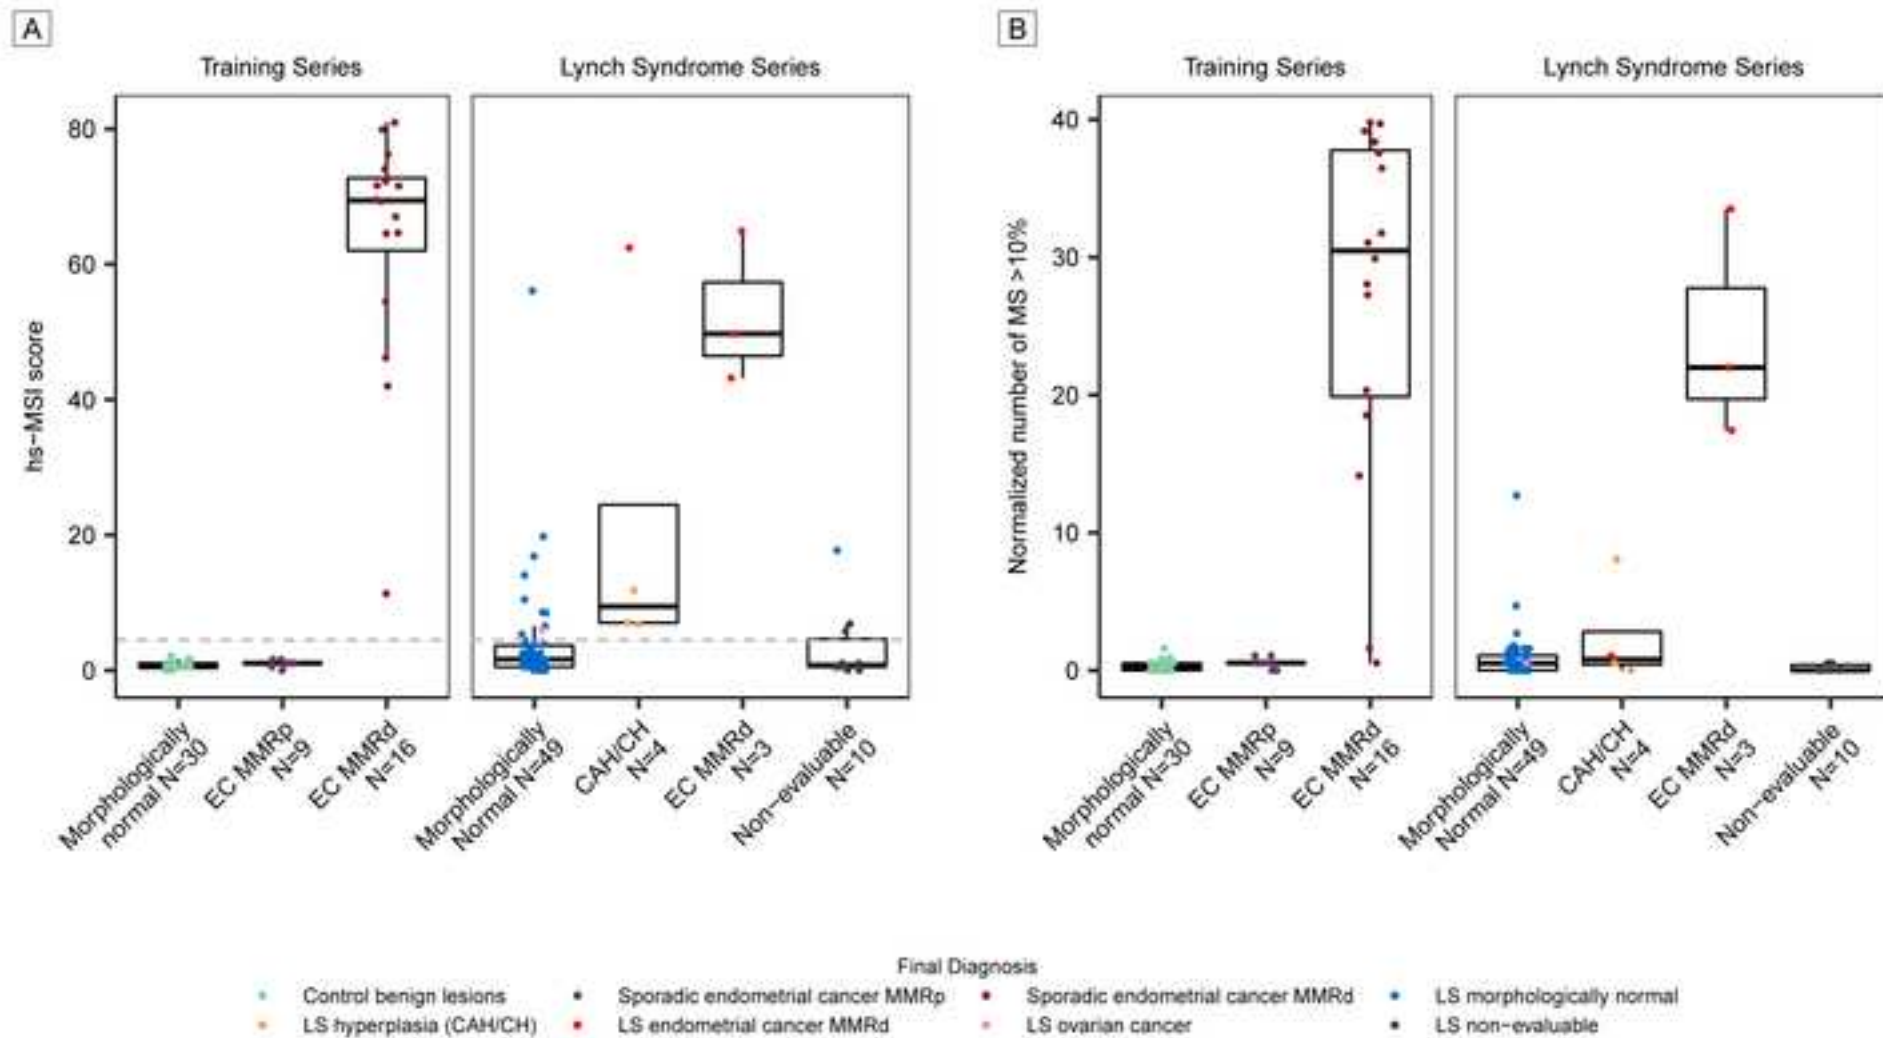 A
Training Series
Lynch Syndrome Series
hs-MSI score
80
60
40
20
0
Morphologically
normal N=30
EC MMRp
N=9
EC MMRd
N=16
Morphologically
Normal N=49
CAH/CH
N=4
EC MMRd
N=3
Non-evaluable
N=10
B
Training Series
Lynch Syndrome Series
Normalized number of MS >10%
40
30
20
10
0
Morphologically
normal N=30
EC MMRp
N=9
EC MMRd
N=16
Morphologically
Normal N=49
CAH/CH
N=4
EC MMRd
N=3
Non-evaluable
N=10
Final Diagnosis
Control benign lesions
Sporadic endometrial cancer MMRp
Sporadic endometrial cancer MMRd
LS morphologically normal
LS hyperplasia (CAH/CH)
LS endometrial cancer MMRd
LS ovarian cancer
LS non-evaluable